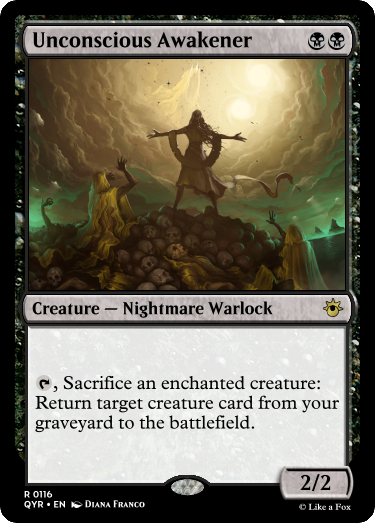 Unconscious Awakener
Creature — Nightmare Warlock
, Sacrifice an enchanted creature:
Return target creature card from your
graveyard to the battlefield.
2/2
R 0116
QYR • EN Diana Franco
© Like a Fox